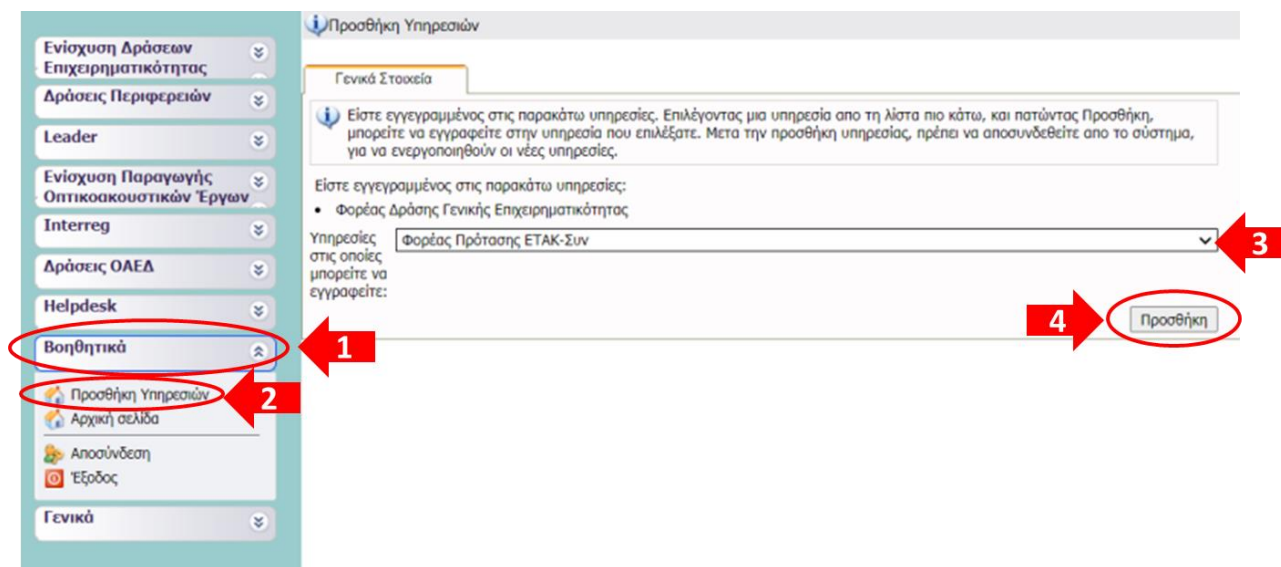 Προσθήκη Υπηρεσιών
Ενίσχυση Δράσεων
Επιχειρηματικότητας
Δράσεις Περιφερειών
Leader
Ενίσχυση Παραγωγής
Οπτικοακουστικών Έργων
Interreg
Δράσεις ΟΑΕΔ
Helpdesk
Βοηθητικά
1
Προσθήκη Υπηρεσιών
2
Αρχική σελίδα
Αποσύνδεση
Έξοδος
Γενικά
Γενικά Στοιχεία
Είστε εγγεγραμμένος στις παρακάτω υπηρεσίες. Επιλέγοντας μια υπηρεσία απο τη λίστα πιο κάτω, και πατώντας Προσθήκη,
μπορείτε να εγγραφείτε στην υπηρεσία που επιλέξατε. Μετα την προσθήκη υπηρεσίας, πρέπει να αποσυνδεθείτε απο το σύστημα,
για να ενεργοποιηθούν οι νέες υπηρεσίες.
Είστε εγγεγραμμένος στις παρακάτω υπηρεσίες:
• Φορέας Δράσης Γενικής Επιχειρηματικότητας
Υπηρεσίες
στις οποίες
μπορείτε να
εγγραφείτε:
Φορέας Πρότασης ΕΤΑΚ-Συν
3
4
Προσθήκη